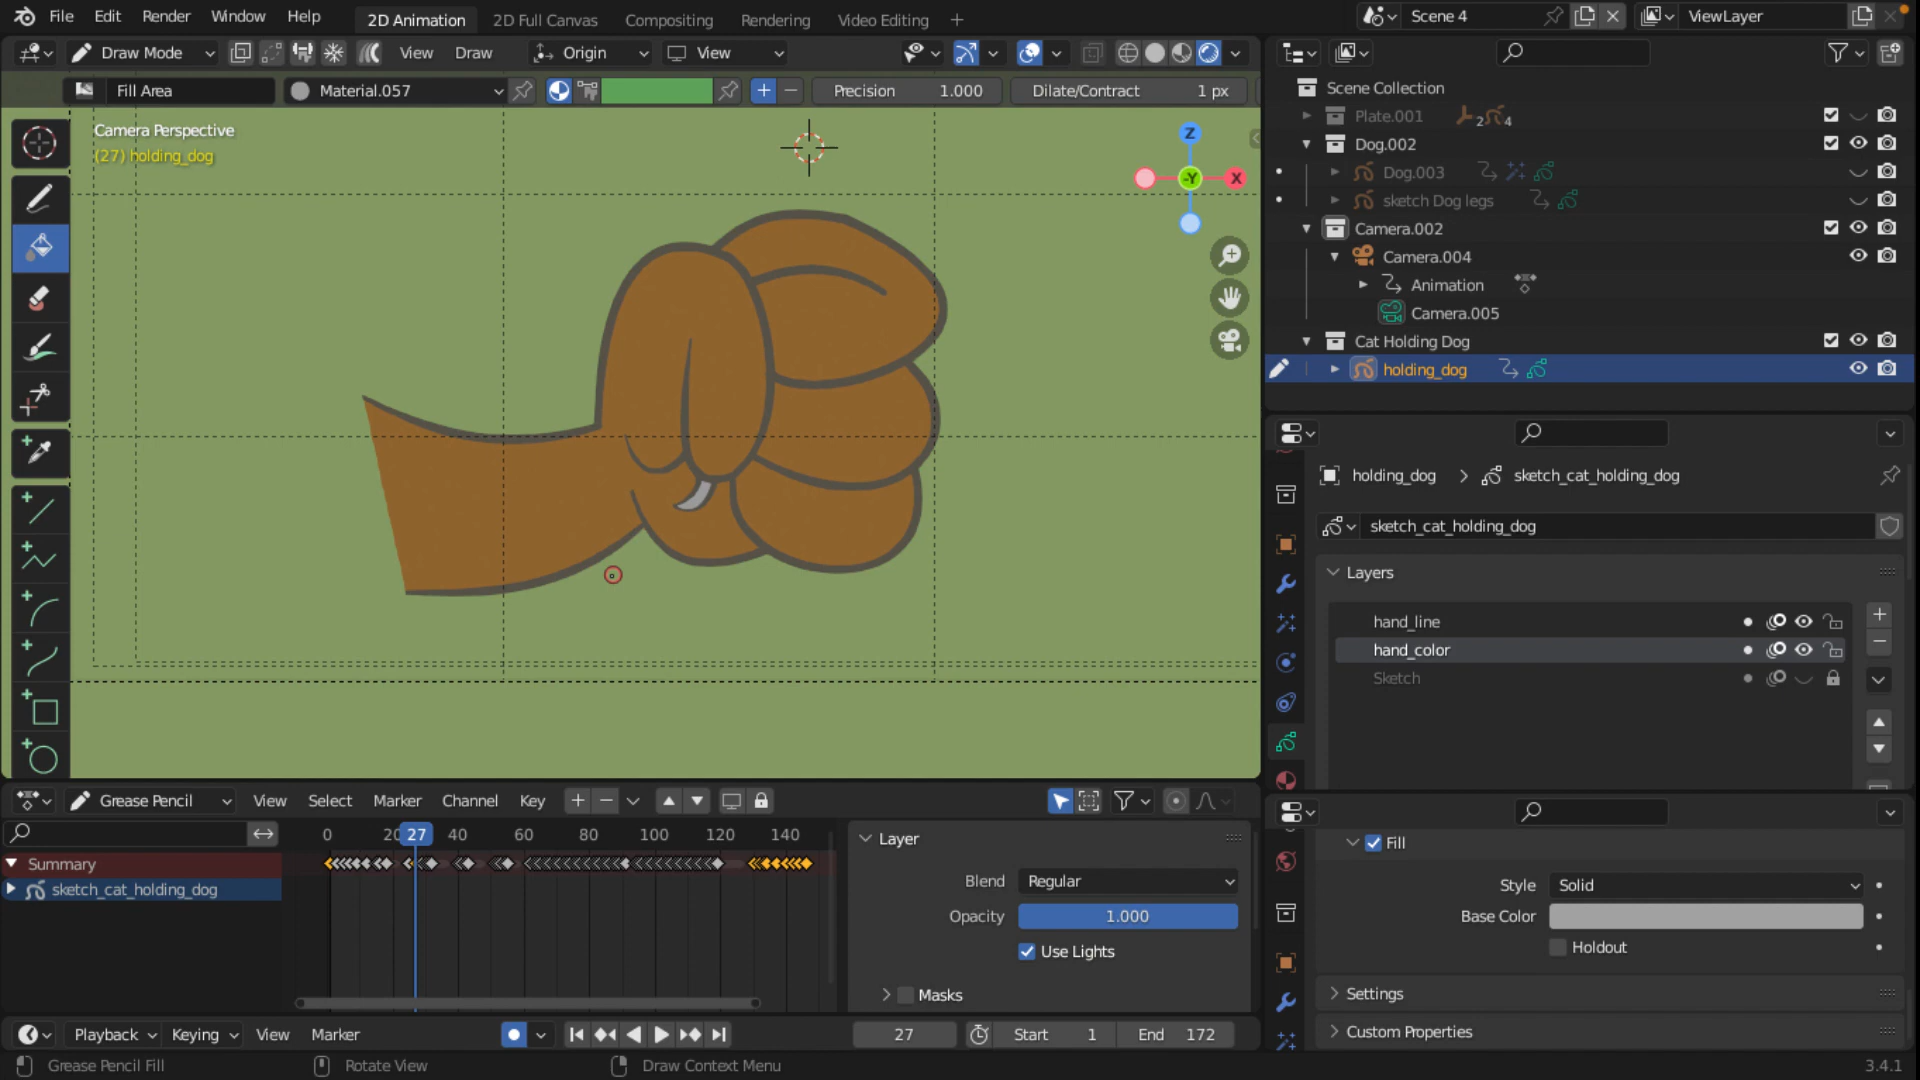 File Edit Render Window Help 2D Animation 2D Full Canvas Compositing Rendering Video Editing + Scene 4 ViewLayer
Draw Mode View Draw Origin View
Fill Area Material.057 Precision 1.000 Dilate/Contract 1 px
Camera Perspective
(27) holding_dog
Z
-Y
X
Scene Collection
Plate.001 2 4
Dog.002
Dog.003
sketch Dog legs
Camera.002
Camera.004
Animation
Camera.005
Cat Holding Dog
holding_dog
holding_dog > sketch_cat_holding_dog
sketch_cat_holding_dog
Layers
hand_line
hand_color
Sketch
Grease Pencil View Select Marker Channel Key
0 20 27 40 60 80 100 120 140
Summary
sketch_cat_holding_dog
Layer
Blend Regular
Opacity 1.000
Use Lights
Masks
Fill
Style Solid
Base Color
Holdout
Settings
Custom Properties
Playback Keying View Marker 27 Start 1 End 172
Grease Pencil Fill Rotate View Draw Context Menu 3.4.1